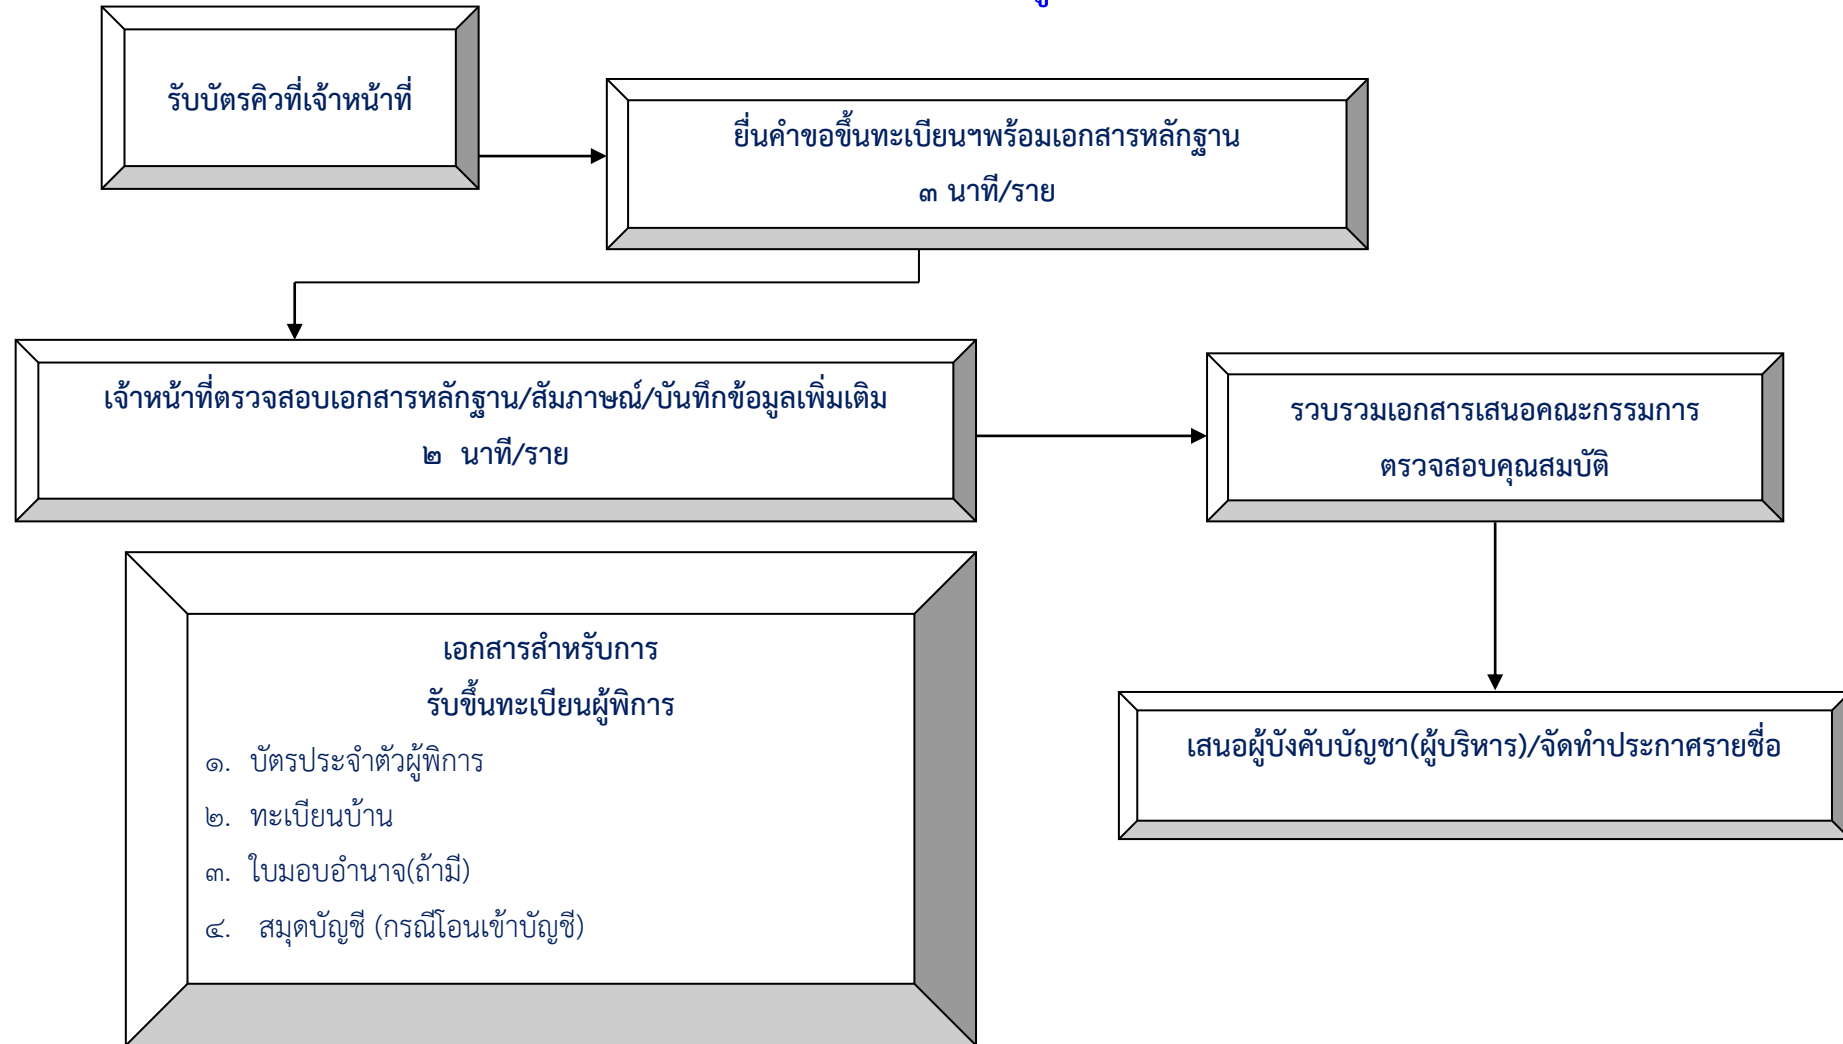 รับบัตรคิวที่เจ้าหน้าที่
ยื่นคำขอขึ้นทะเบียนฯพร้อมเอกสารหลักฐาน
๓ นาที/ราย
เจ้าหน้าที่ตรวจสอบเอกสารหลักฐาน/สัมภาษณ์/บันทึกข้อมูลเพิ่มเติม
๒ นาที/ราย
รวบรวมเอกสารเสนอคณะกรรมการ
ตรวจสอบคุณสมบัติ
เอกสารสำหรับการ
รับขึ้นทะเบียนผู้พิการ
๑. บัตรประจำตัวผู้พิการ
๒. ทะเบียนบ้าน
๓. ใบมอบอำนาจ(ถ้ามี)
๔. สมุดบัญชี (กรณีโอนเข้าบัญชี)
เสนอผู้บังคับบัญชา(ผู้บริหาร)/จัดทำประกาศรายชื่อ